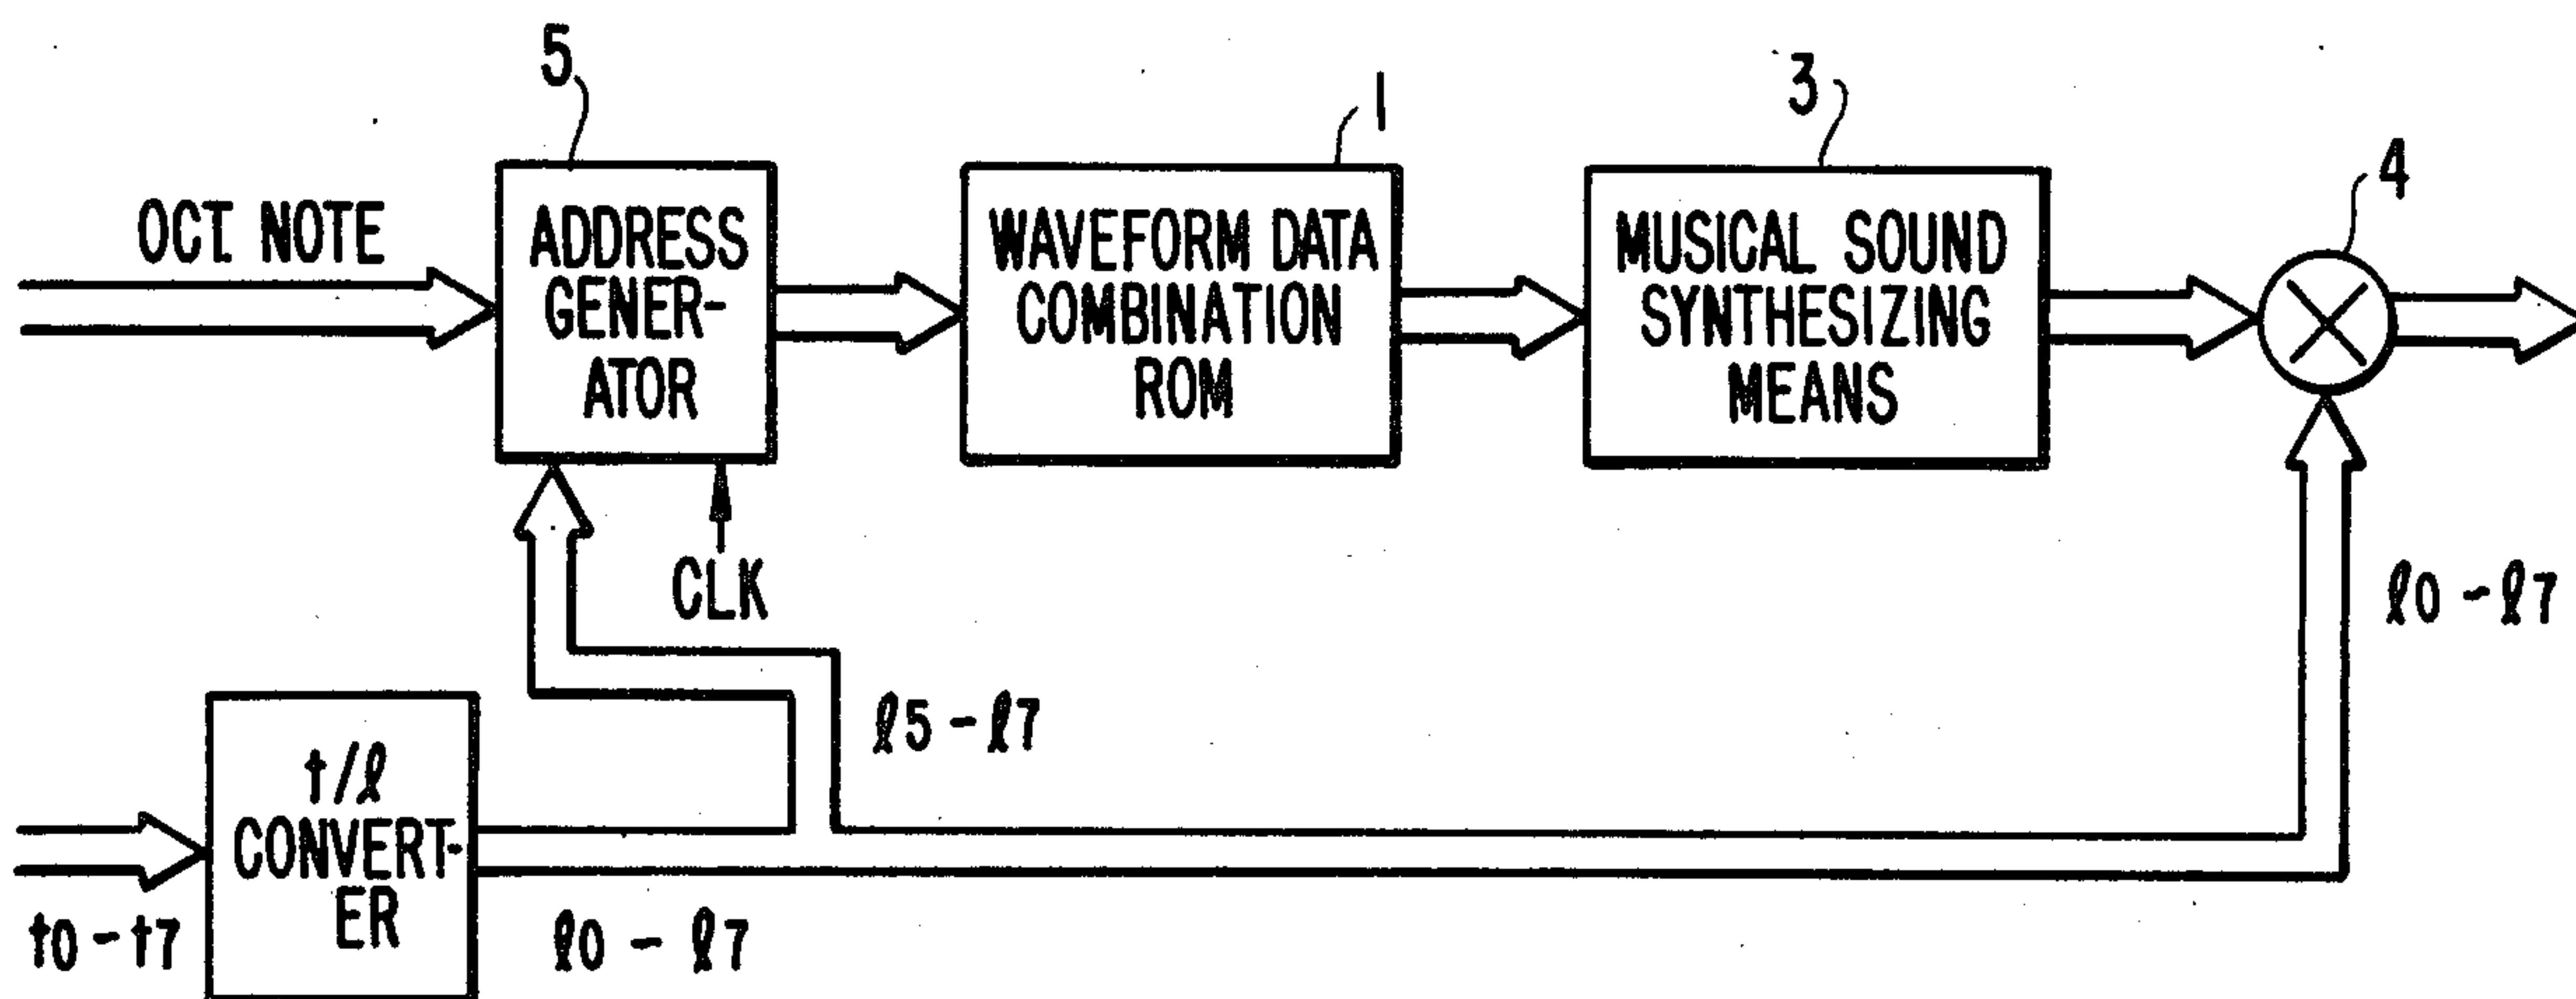 5
1
3
4
OCT. NOTE
ADDRESS
GENER-
ATOR
WAVEFORM DATA
COMBINATION
ROM
MUSICAL SOUND
SYNTHESIZING
MEANS
CLK
ℓ0 - ℓ7
ℓ5 - ℓ7
t/ℓ
CONVERT-
ER
t0 - t7
ℓ0 - ℓ7